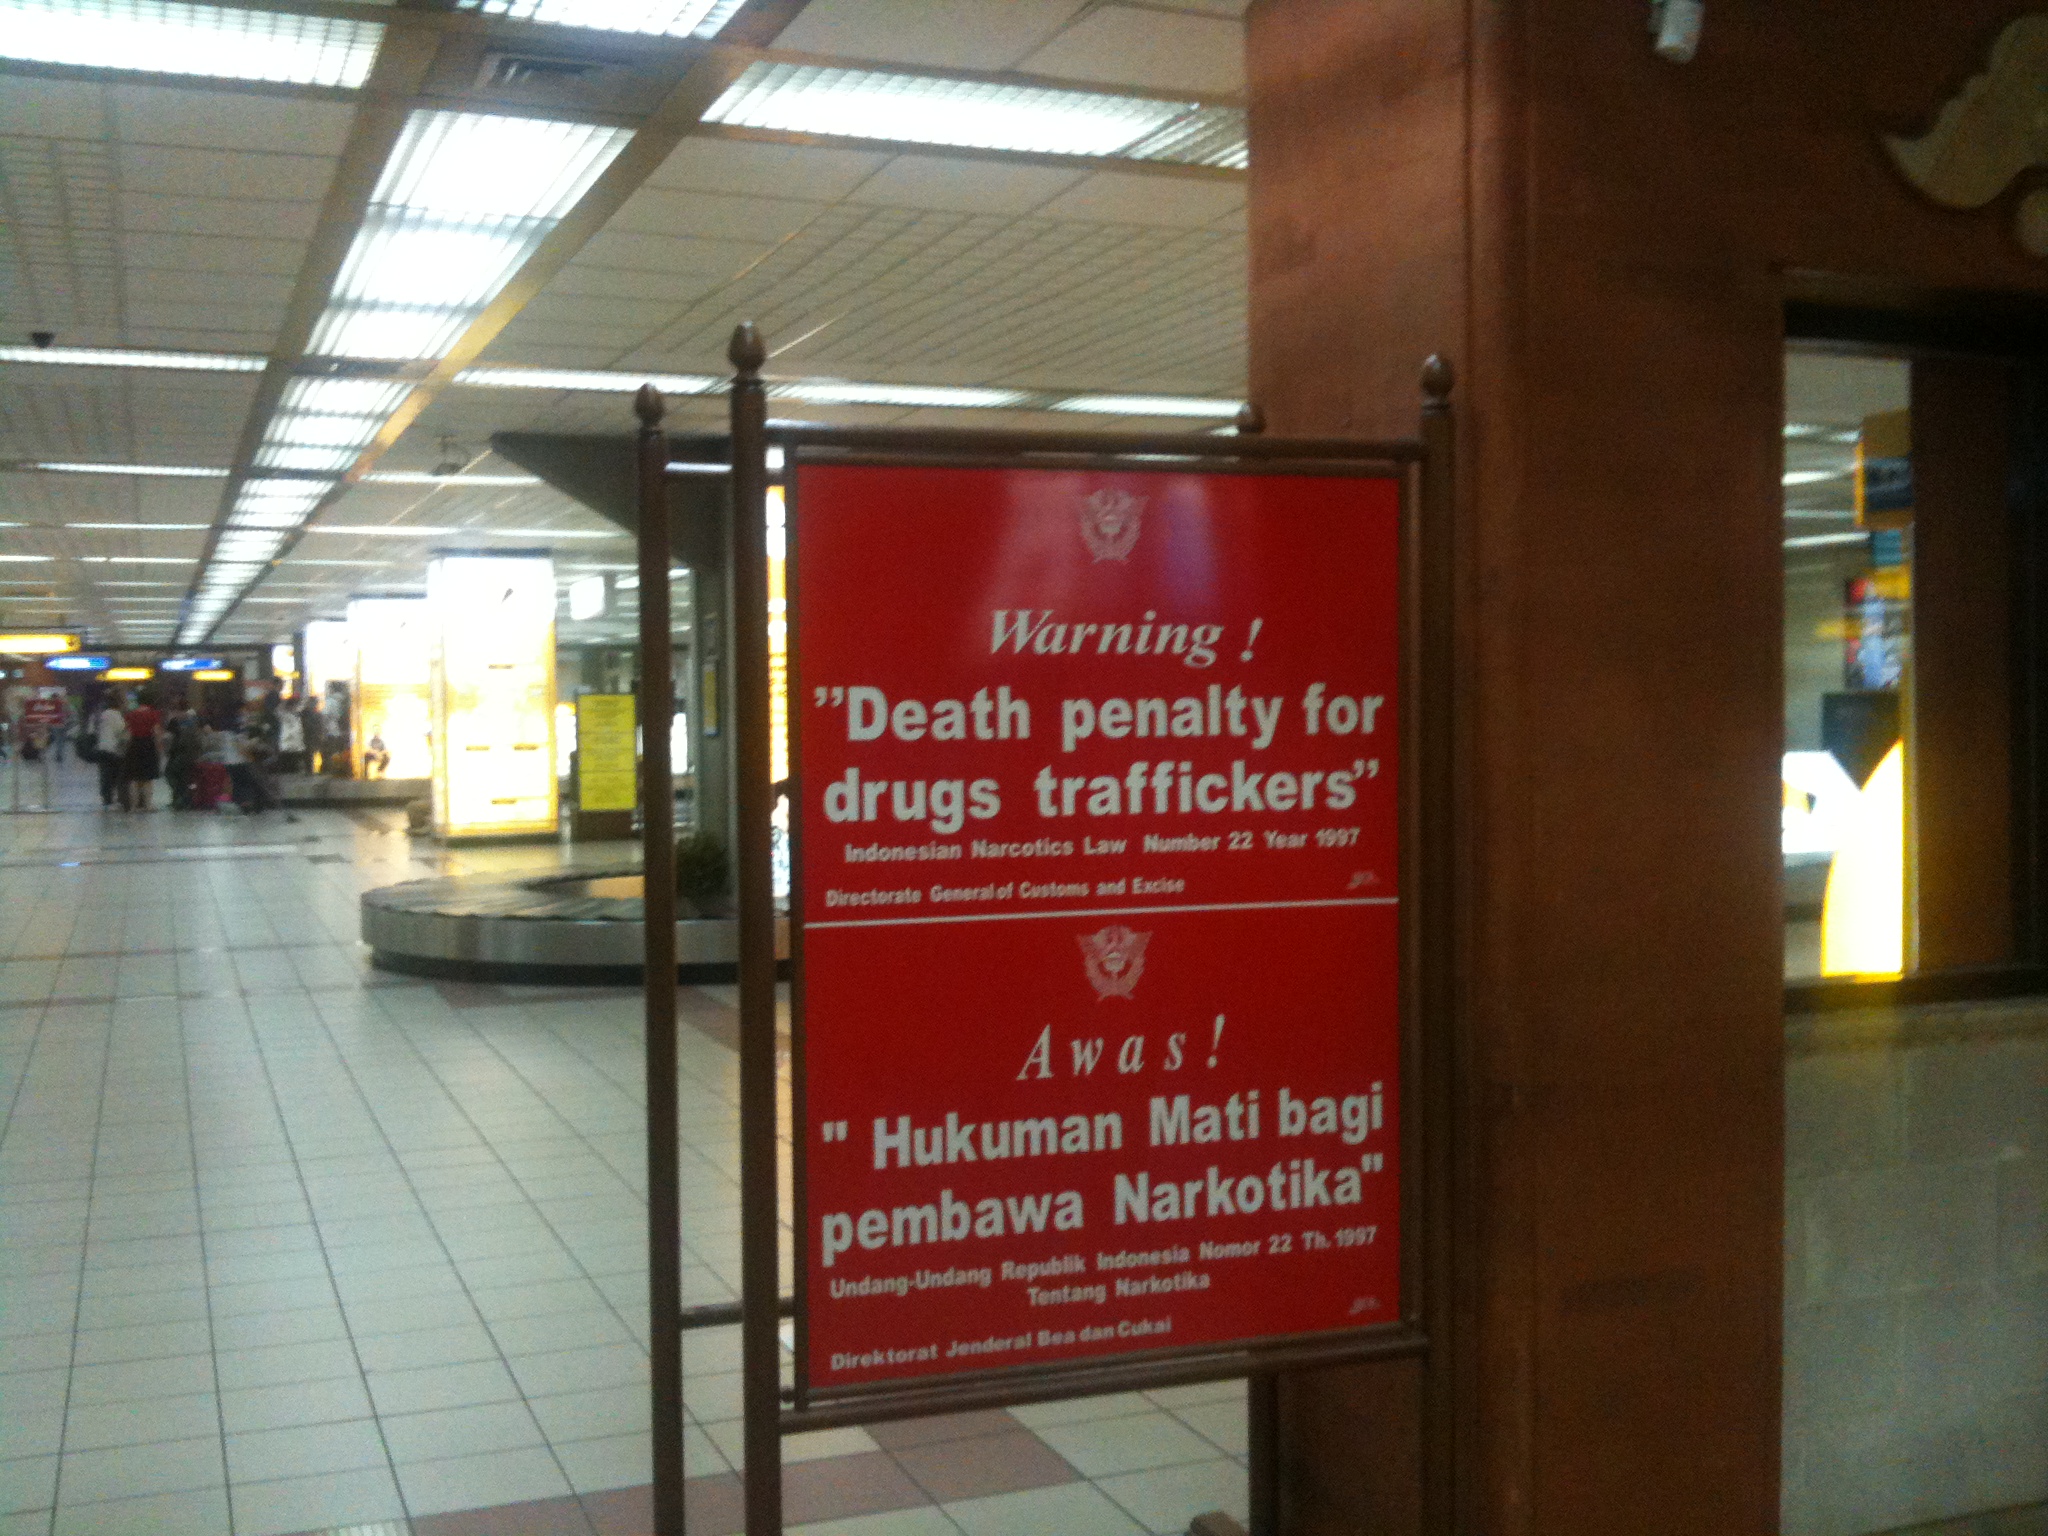 Warning !
"Death penalty for
drugs traffickers"
Indonesian Narcotics Law Number 22 Year 1997
Directorate General of Customs and Excise
Awas !
" Hukuman Mati bagi
pembawa Narkotika"
Undang-Undang Republik Indonesia Nomor 22 Th. 1997
Tentang Narkotika
Direktorat Jenderal Bea dan Cukai